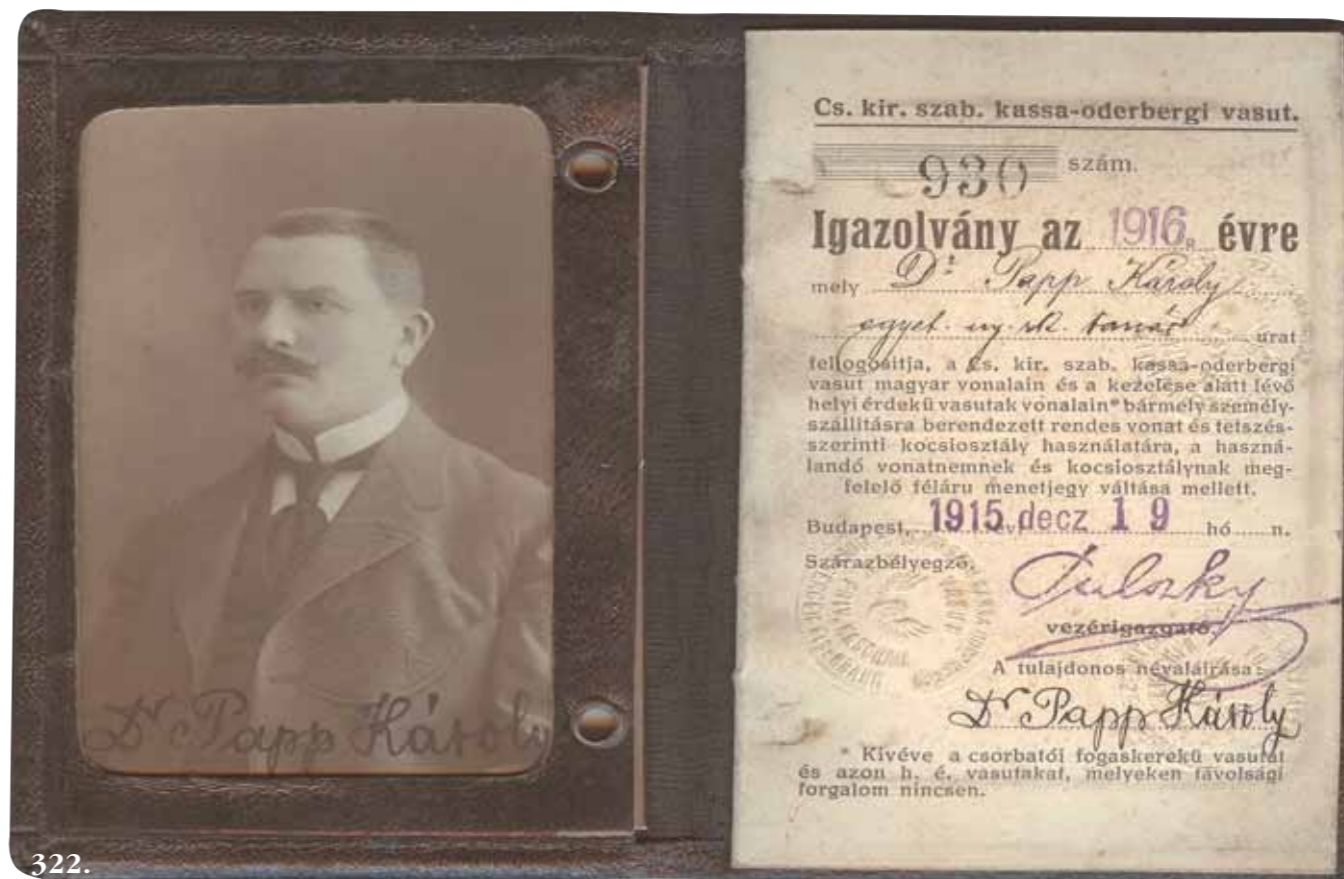 Dr Papp Károly
322.
Cs. kir. szab. kassa-oderbergi vasut.
930 szám.
Igazolvány az 1916. évre
mely Dr Papp Károly
egyet. ny. rk. tanár urat
feljogosítja, a Cs. kir. szab. kassa-oderbergi
vasut magyar vonalain és a kezelése alatt lévő
helyi érdekű vasutak vonalain* bármely személy-
szállitásra berendezett rendes vonat és tetszés-
szerinti kocsiosztály használatára, a haszná-
landó vonatnemnek és kocsiosztálynak meg-
felelő féláru menetjegy váltása mellett.
Budapest, 1915 decz 19 hó n.
Szárazbélyegző.
vezérigazgató.
A tulajdonos névaláirása:
Dr Papp Károly
* Kivéve a csorbatói fogaskerekű vasutat
és azon h. é. vasutakat, melyeken távolsági
forgalom nincsen.